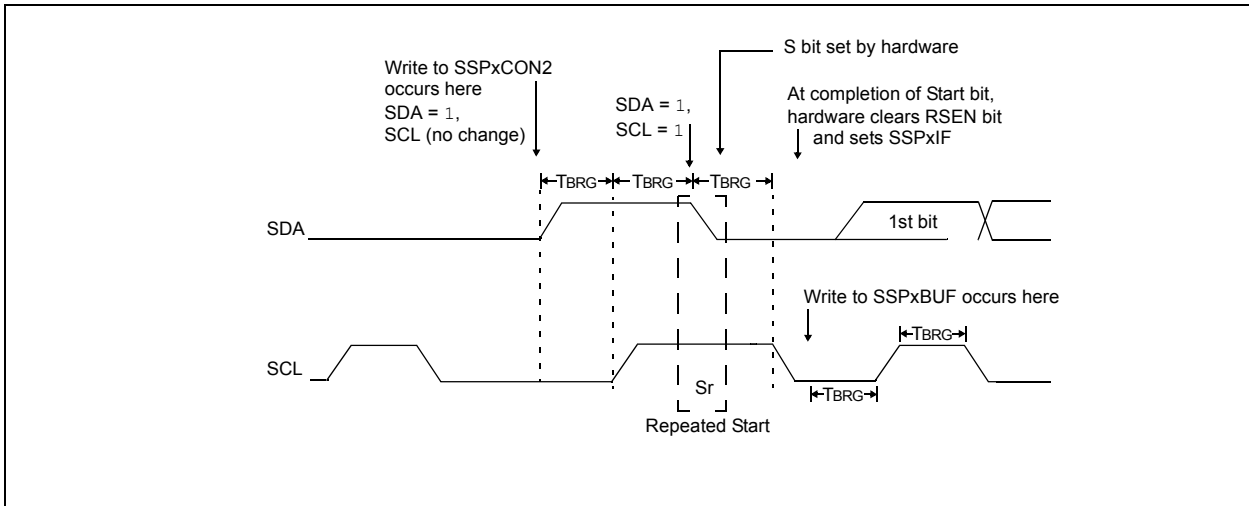 S bit set by hardware
Write to SSPxCON2
occurs here
SDA = 1,
SCL (no change)
SDA = 1,
SCL = 1
At completion of Start bit,
hardware clears RSEN bit
and sets SSPxIF
TBRG TBRG TBRG
SDA
1st bit
Write to SSPxBUF occurs here
TBRG
SCL
Sr
TBRG
Repeated Start